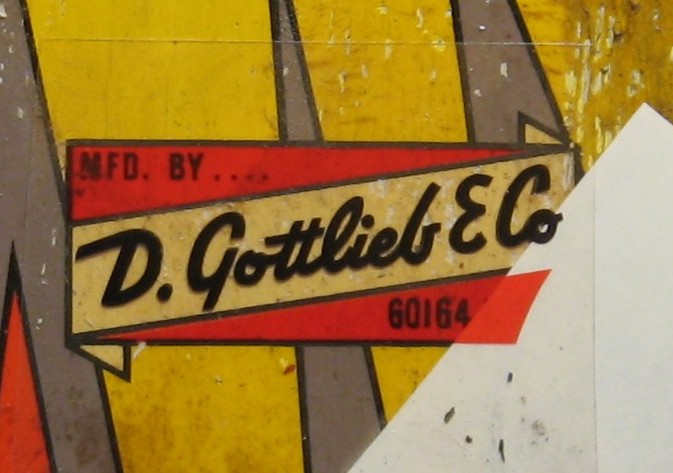 MFD. BY ....
D. Gottlieb & Co
60164